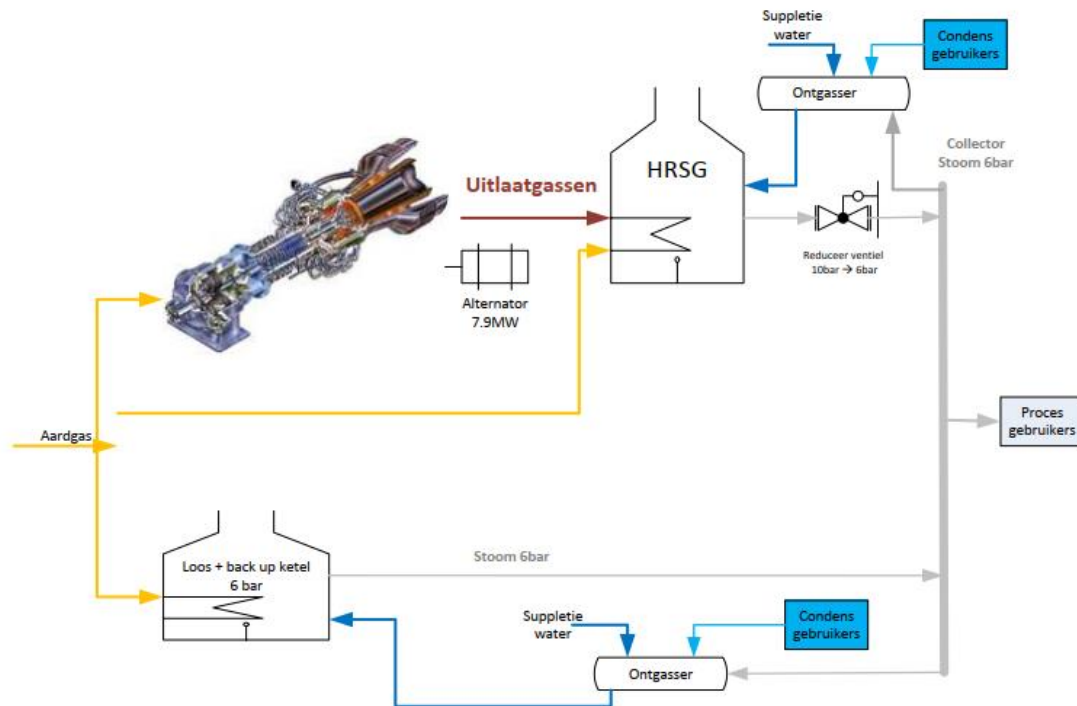 Suppletie
water
Condens
gebruikers
Ontgasser
HRSG
Collector
Stoom 6bar
Uitlaatgassen
Reduceer ventiel
10bar → 6bar
Alternator
7.9MW
Proces
gebruikers
Aardgas
Loos + back up ketel
6 bar
Stoom 6bar
Suppletie
water
Condens
gebruikers
Ontgasser